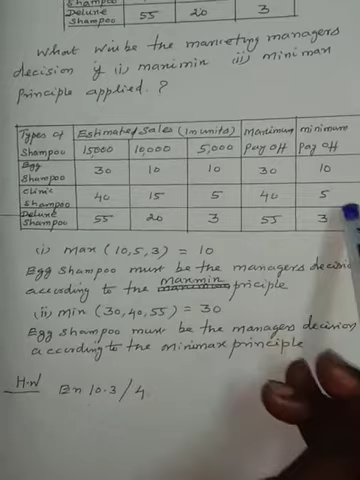 Shampoo
Deluxe Shampoo 55 20 3
What will be the marketing managers
decision if (i) maximin (ii) minimax
principle applied.?
Types of Shampoo Estimated Sales (In units) Maximum Pay off minimum Pay off
15000 10,000 5,000
Egg Shampoo 30 10 10 30 10
Clinic Shampoo 40 15 5 40 5
Deluxe Shampoo 55 20 3 55 3
(i) Max (10,5,3) = 10
Egg Shampoo must be the managers decisi
according to the maxmin priciple
(ii) Min (30,40,55) = 30
Egg Shampoo must be the managers decision
according to the Minimax principle
H.W Ex 10.3/4